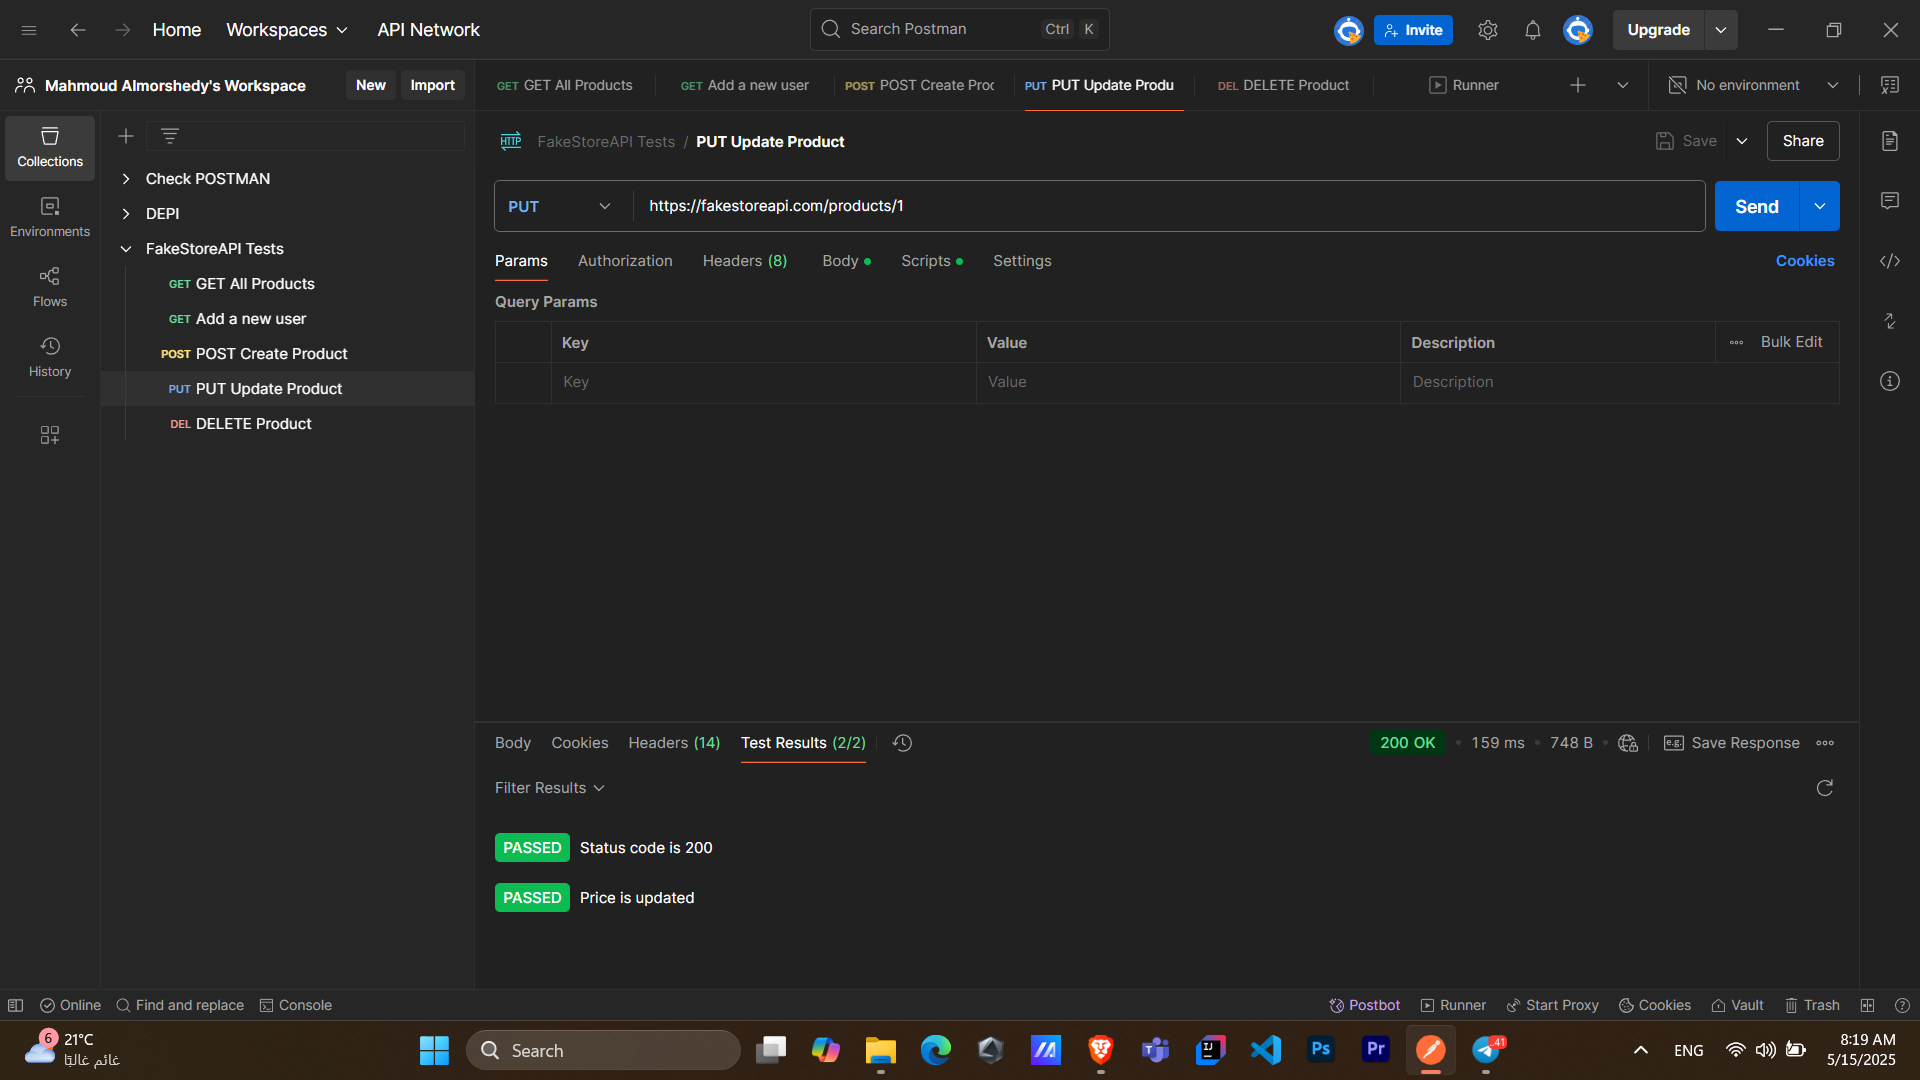 Home
Workspaces
API Network
Search Postman
Ctrl
K
Invite
Upgrade
Mahmoud Almorshedy's Workspace
New
Import
GET GET All Products
GET Add a new user
POST POST Create Prod
PUT PUT Update Produ
DEL DELETE Product
Runner
No environment
Collections
Environments
Flows
History
Check POSTMAN
DEPI
FakeStoreAPI Tests
GET GET All Products
GET Add a new user
POST POST Create Product
PUT PUT Update Product
DEL DELETE Product
HTTP FakeStoreAPI Tests / PUT Update Product
Save
Share
PUT
https://fakestoreapi.com/products/1
Send
Params
Authorization
Headers (8)
Body
Scripts
Settings
Cookies
Query Params
Key
Value
Description
Bulk Edit
Key
Value
Description
Body
Cookies
Headers (14)
Test Results (2/2)
200 OK
159 ms
748 B
e.g.
Save Response
Filter Results
PASSED Status code is 200
PASSED Price is updated
Online
Find and replace
Console
Postbot
Runner
Start Proxy
Cookies
Vault
Trash
6
21°C
غائم غالبًا
Search
Ps
Pr
41
ENG
8:19 AM
5/15/2025